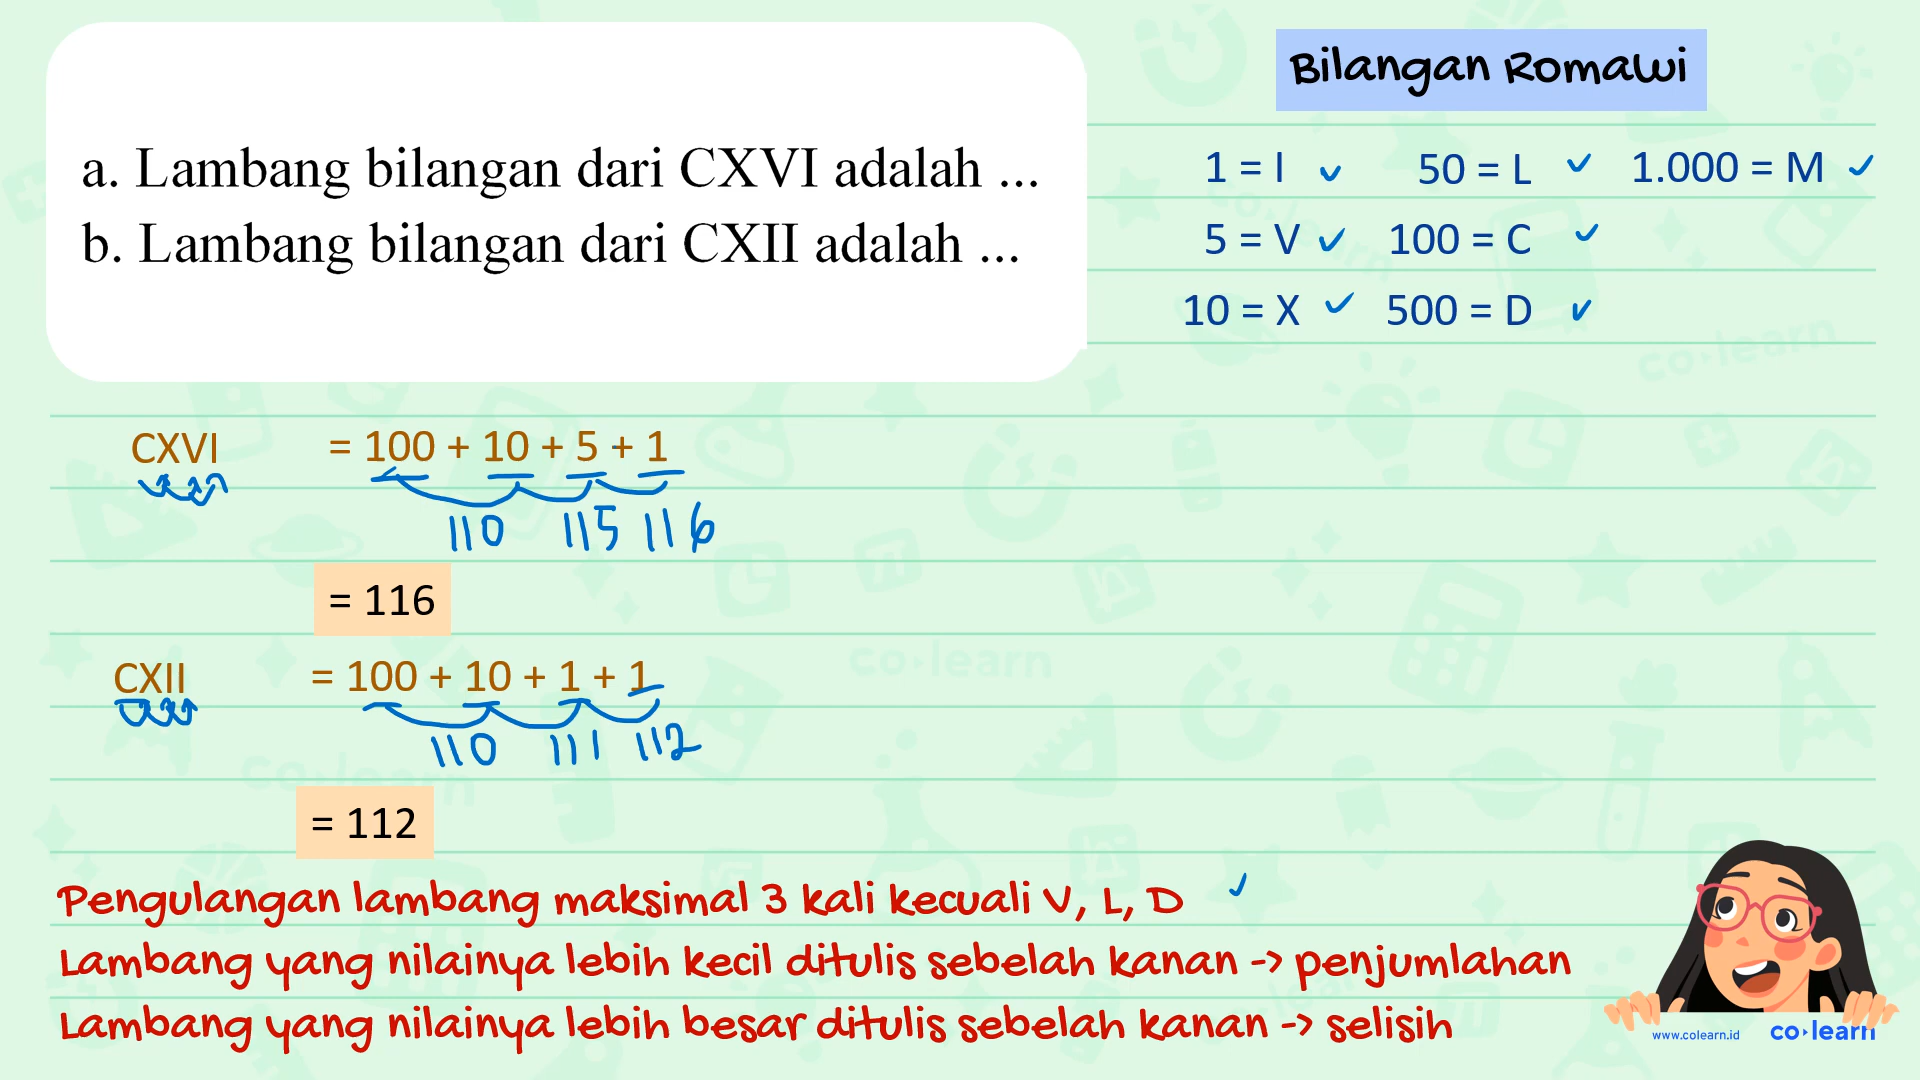 a. Lambang bilangan dari CXVI adalah ...
b. Lambang bilangan dari CXII adalah ...
Bilangan Romawi
1 = I 50 = L 1.000 = M
5 = V 100 = C
10 = X 500 = D
CXVI = 100 + 10 + 5 + 1
110 115 116
= 116
CXII = 100 + 10 + 1 + 1
110 111 112
= 112
Pengulangan lambang maksimal 3 kali kecuali V, L, D
Lambang yang nilainya lebih kecil ditulis sebelah kanan -> penjumlahan
Lambang yang nilainya lebih besar ditulis sebelah kanan -> selisih
www.colearn.id co learn